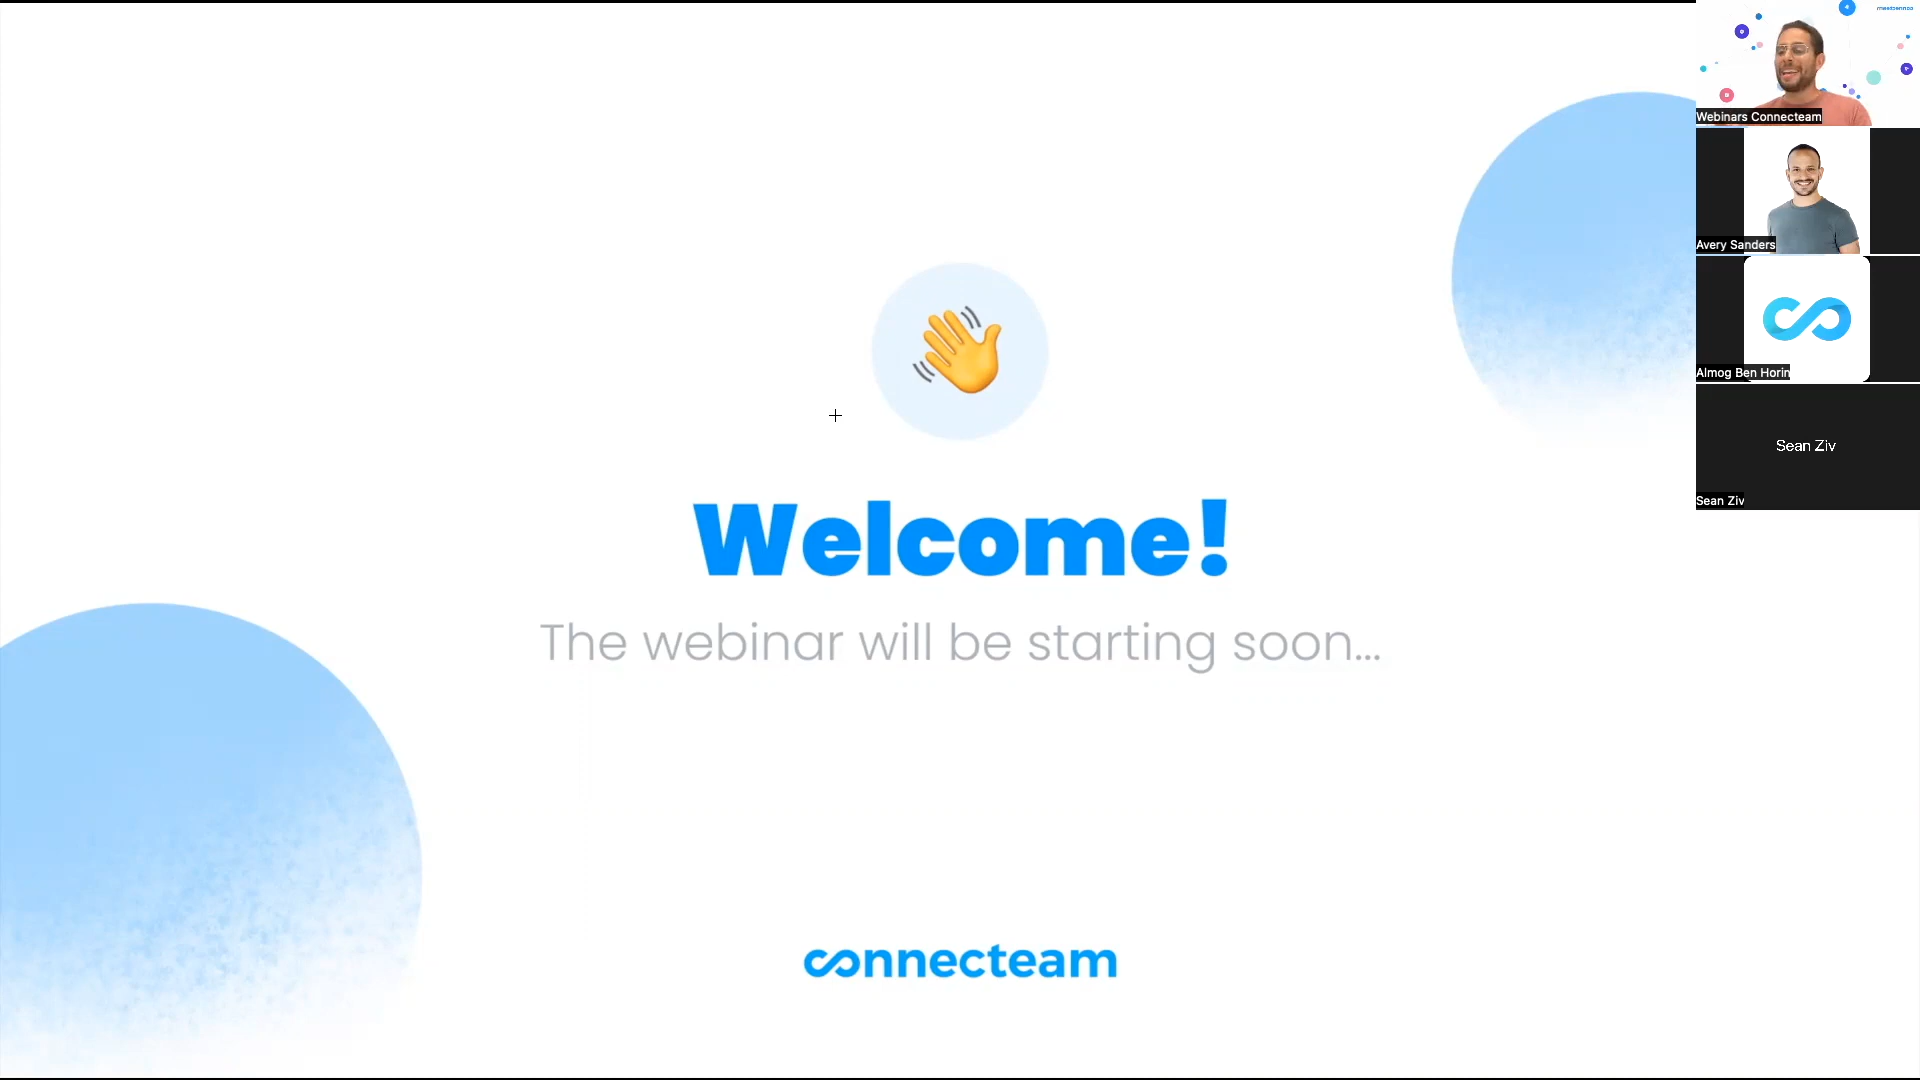 Welcome!
The webinar will be starting soon...
connecteam
Webinars Connecteam
Avery Sanders
Almog Ben Horin
Sean Ziv
Sean Ziv